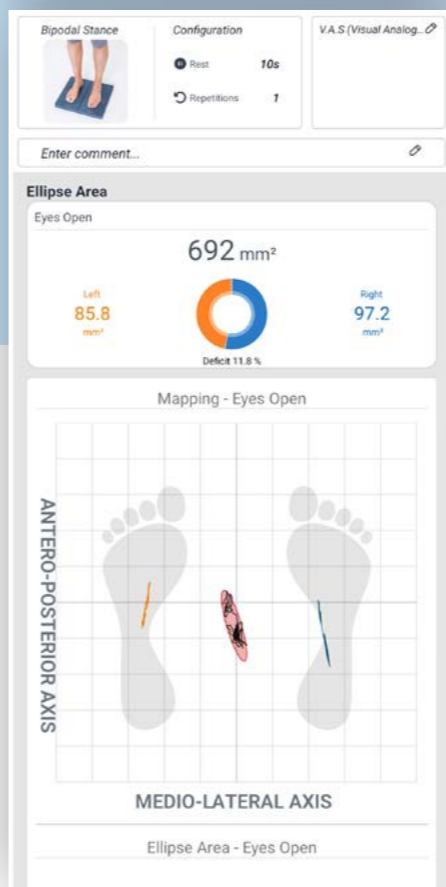 Bipodal Stance
Configuration
Rest 10s
Repetitions 1
V.A.S (Visual Analog...
Enter comment...
Ellipse Area
Eyes Open
692 mm²
Left
85.8
mm²
Right
97.2
mm²
Deficit 11.8 %
Mapping - Eyes Open
ANTERO-POSTERIOR AXIS
MEDIO-LATERAL AXIS
Ellipse Area - Eyes Open